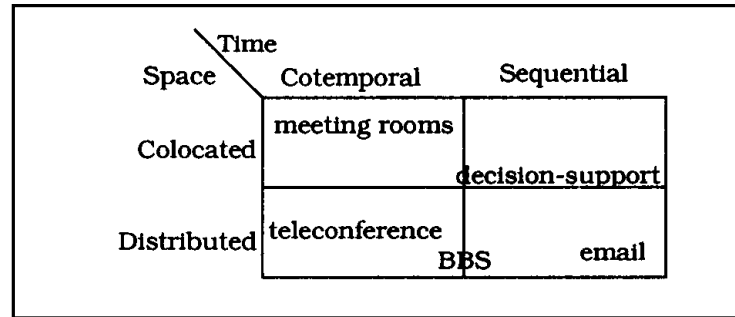 Time
Space
Cotemporal
Sequential
meeting rooms
Colocated
decision-support
Distributed
teleconference
BBS
email